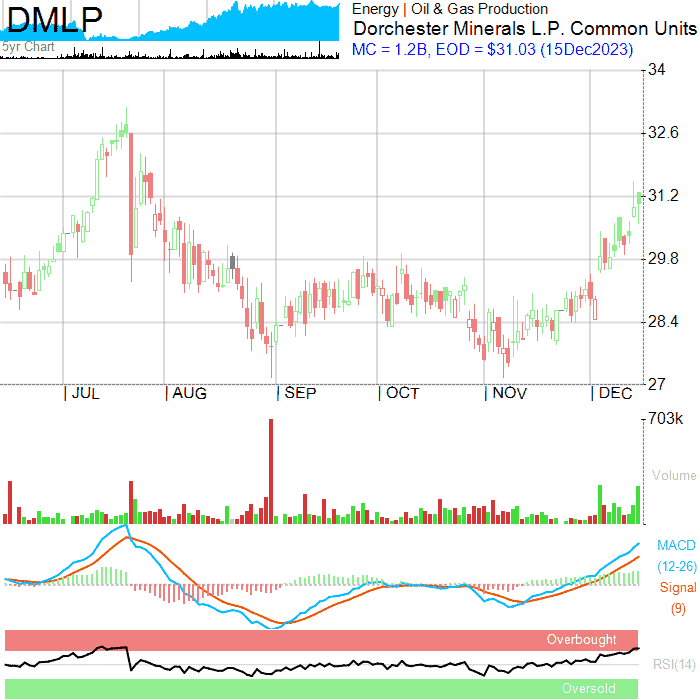 DMLP
5yr Chart
Energy | Oil & Gas Production
Dorchester Minerals L.P. Common Units
MC = 1.2B, EOD = $31.03 (15Dec2023)
34
32.6
31.2
29.8
28.4
27
| JUL | AUG | SEP | OCT | NOV | DEC
703k
Volume
MACD
(12-26)
Signal
(9)
Overbought
RSI(14)
Oversold